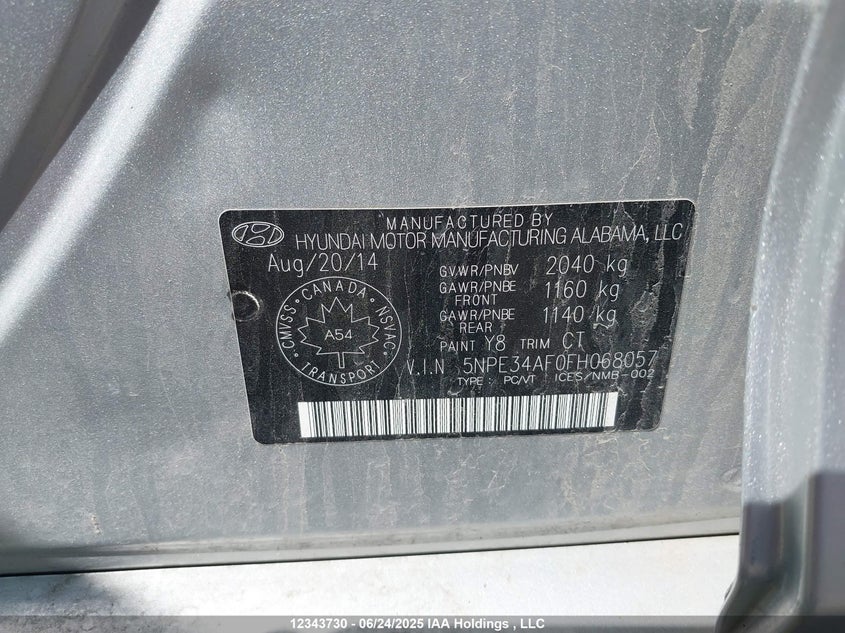 MANUFACTURED BY
HYUNDAI MOTOR MANUFACTURING ALABAMA, LLC
Aug/20/14
GVWR/PNBV 2040 kg
GAWR/PNBE FRONT 1160 kg
GAWR/PNBE REAR 1140 kg
PAINT Y8 TRIM CT
CANADA
CMVSS NSVAC
A54
TRANSPORT
V.I.N 5NPE34AF0FH068057
TYPE: PC/VT ICES/NMB-002
12343730 - 06/24/2025 IAA Holdings , LLC